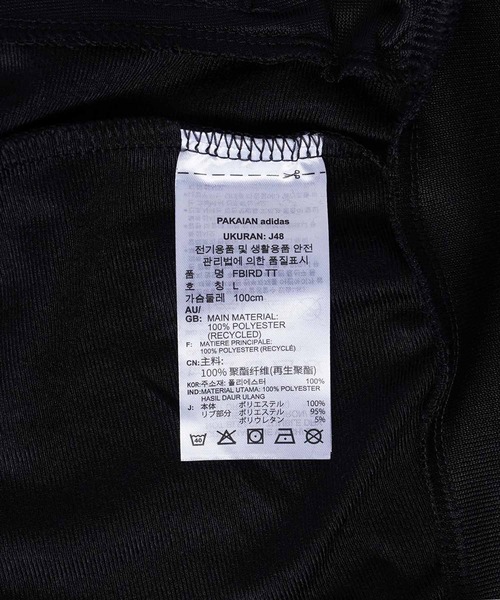 PAKAIAN adidas
UKURAN: J48
전기용품 및 생활용품 안전
관리법에 의한 품질표시
품 명 FBIRD TT
호 칭 L
가슴둘레 100cm
AU/
GB: MAIN MATERIAL:
100% POLYESTER
(RECYCLED)
F: MATIERE PRINCIPALE:
100% POLYESTER (RECYCLÉ)
CN: 主料:
100% 聚酯纤维(再生聚酯)
KOR: 주소재: 폴리에스터 100%
IND: MATERIAL UTAMA: 100% POLYESTER
HASIL DAUR ULANG
J: 本体 ポリエステル 100%
リブ部分 ポリエステル 95%
ポリウレタン 5%
40